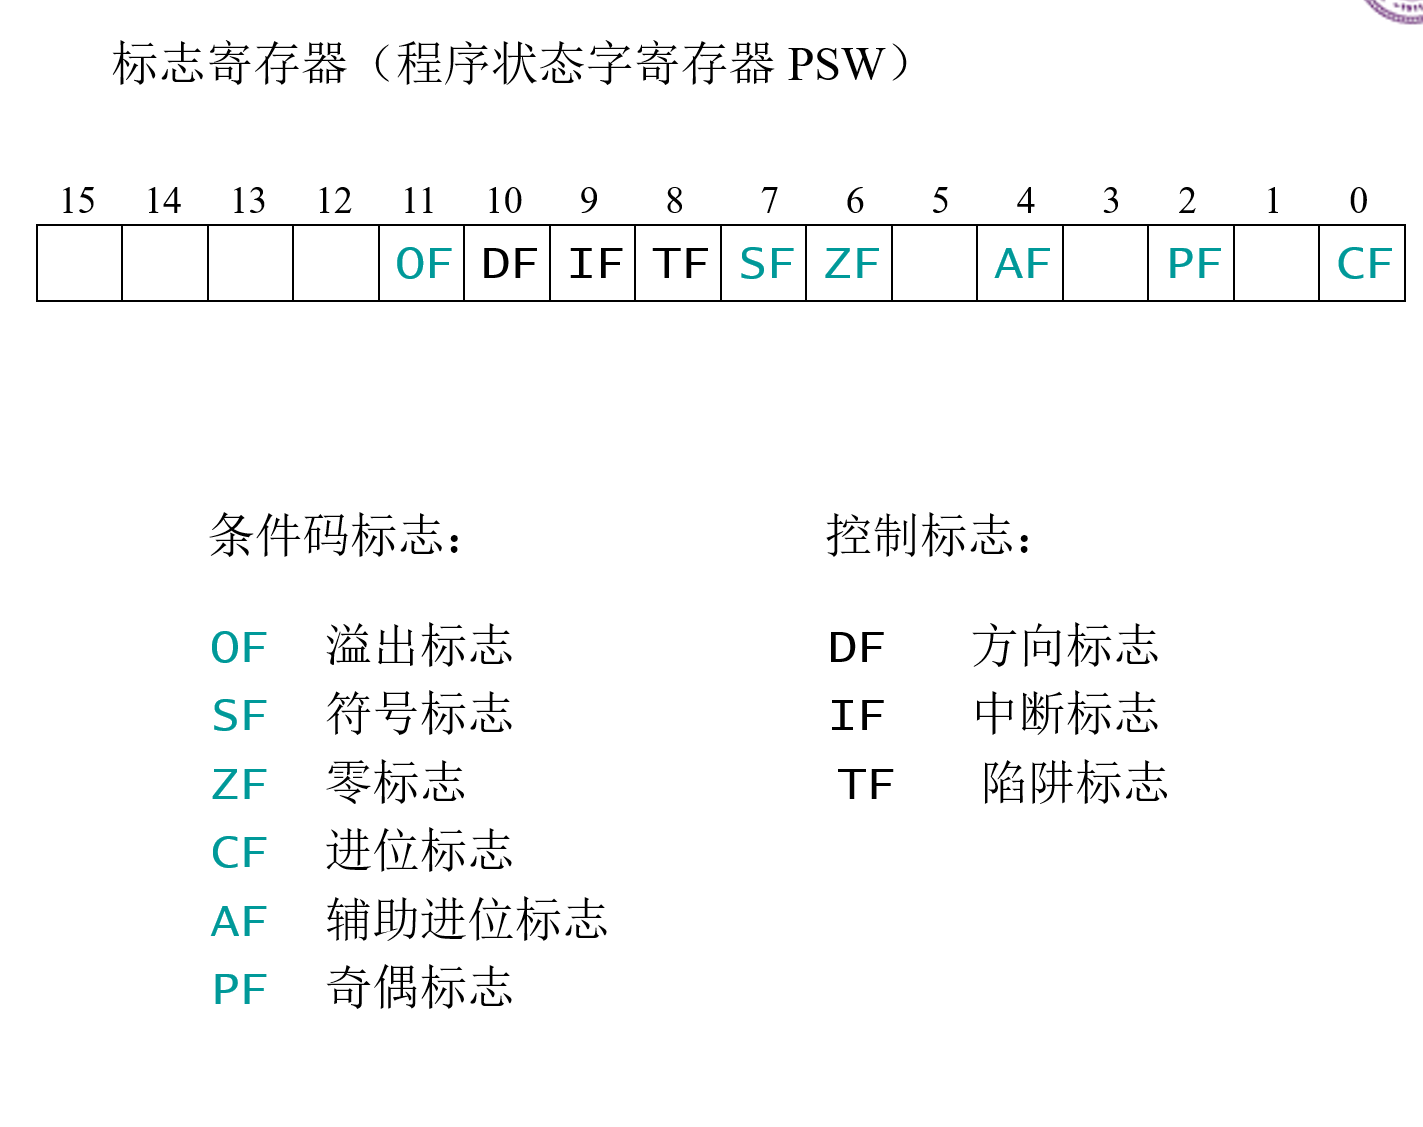 标志寄存器（程序状态字寄存器 PSW）
15 14 13 12 11 10 9 8 7 6 5 4 3 2 1 0
OF DF IF TF SF ZF AF PF CF
条件码标志： 控制标志：
OF 溢出标志 DF 方向标志
SF 符号标志 IF 中断标志
ZF 零标志 TF 陷阱标志
CF 进位标志
AF 辅助进位标志
PF 奇偶标志